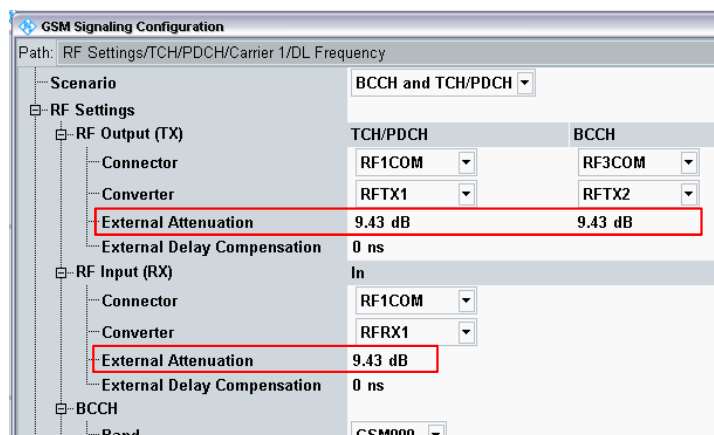 GSM Signaling Configuration
Path: RF Settings/TCH/PDCH/Carrier 1/DL Frequency
Scenario BCCH and TCH/PDCH
RF Settings
RF Output (TX) TCH/PDCH BCCH
Connector RF1COM RF3COM
Converter RFTX1 RFTX2
External Attenuation 9.43 dB 9.43 dB
External Delay Compensation 0 ns
RF Input (RX) In
Connector RF1COM
Converter RFRX1
External Attenuation 9.43 dB
External Delay Compensation 0 ns
BCCH
Band